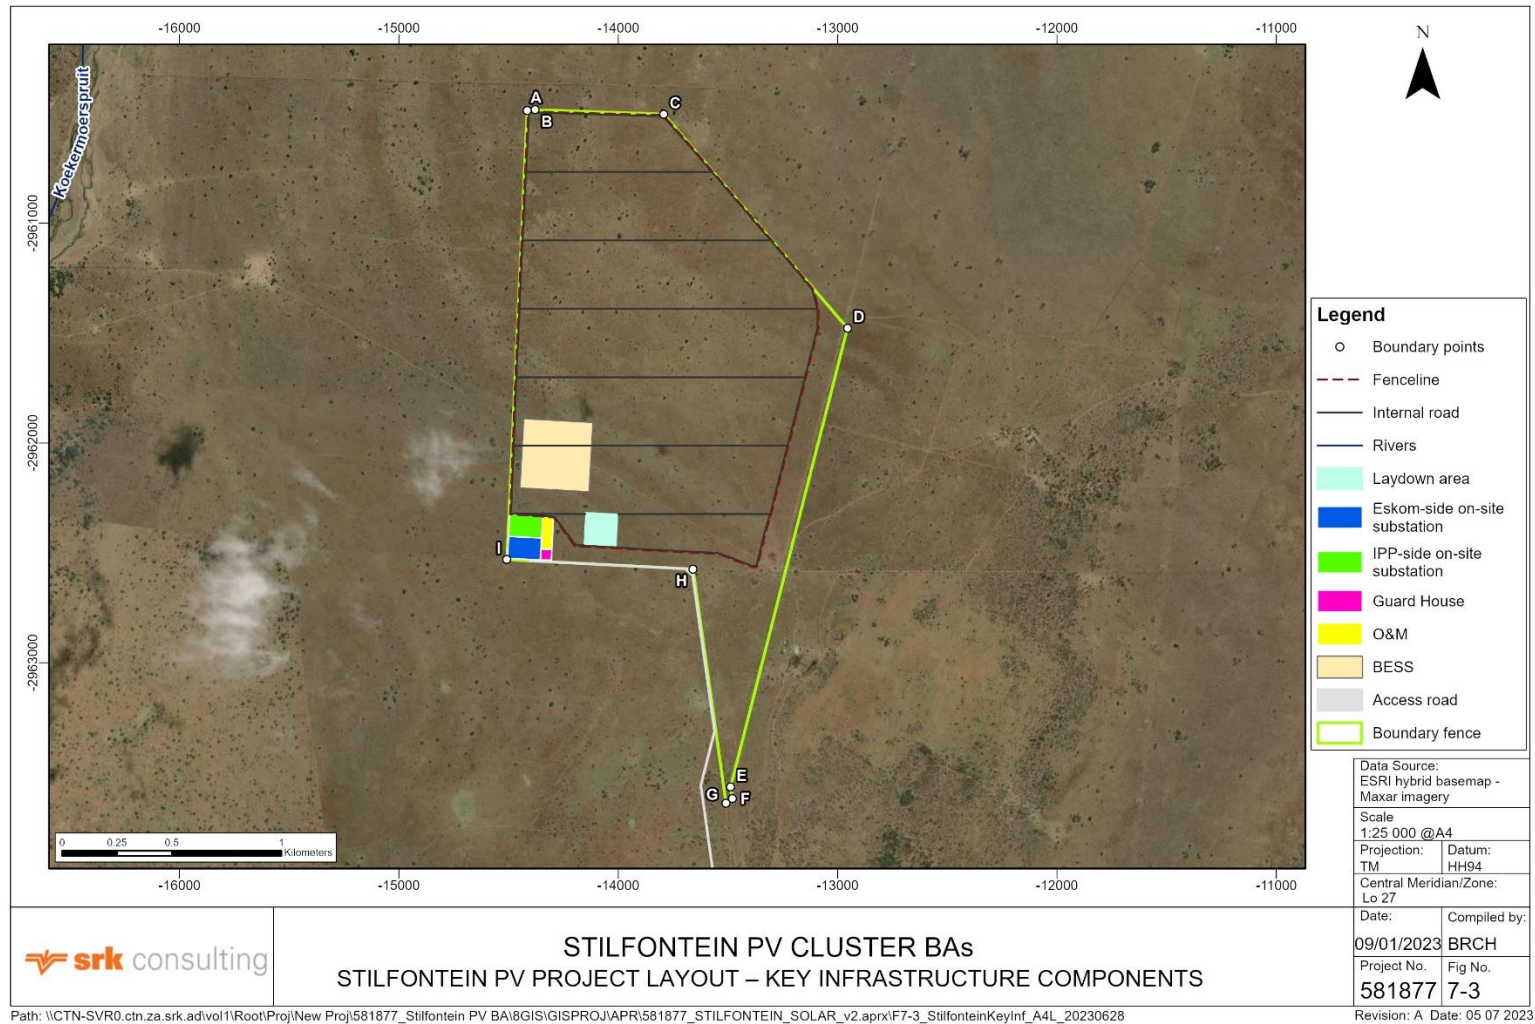 -16000
-15000
-14000
-13000
-12000
-11000
N
Koekermoerspruit
-2961000
-2962000
-2963000
A
B
C
D
E
F
G
H
I
0 0.25 0.5 1
Kilometers
-16000
-15000
-14000
-13000
-12000
-11000
Legend
Boundary points
Fenceline
Internal road
Rivers
Laydown area
Eskom-side on-site
substation
IPP-side on-site
substation
Guard House
O&M
BESS
Access road
Boundary fence
Data Source:
ESRI hybrid basemap -
Maxar imagery
Scale
1:25 000 @A4
Projection:
TM
Datum:
HH94
Central Meridian/Zone:
Lo 27
Date:
09/01/2023
Compiled by:
BRCH
Project No.
581877
Fig No.
7-3
srk consulting
STILFONTEIN PV CLUSTER BAs
STILFONTEIN PV PROJECT LAYOUT – KEY INFRASTRUCTURE COMPONENTS
Path: \\CTN-SVR0.ctn.za.srk.ad\vol1\Root\Proj\New Proj\581877_Stilfontein PV BA\8GIS\GISPROJ\APR\581877_STILFONTEIN_SOLAR_v2.aprx\F7-3_StilfonteinKeyInf_A4L_20230628
Revision: A Date: 05 07 2023